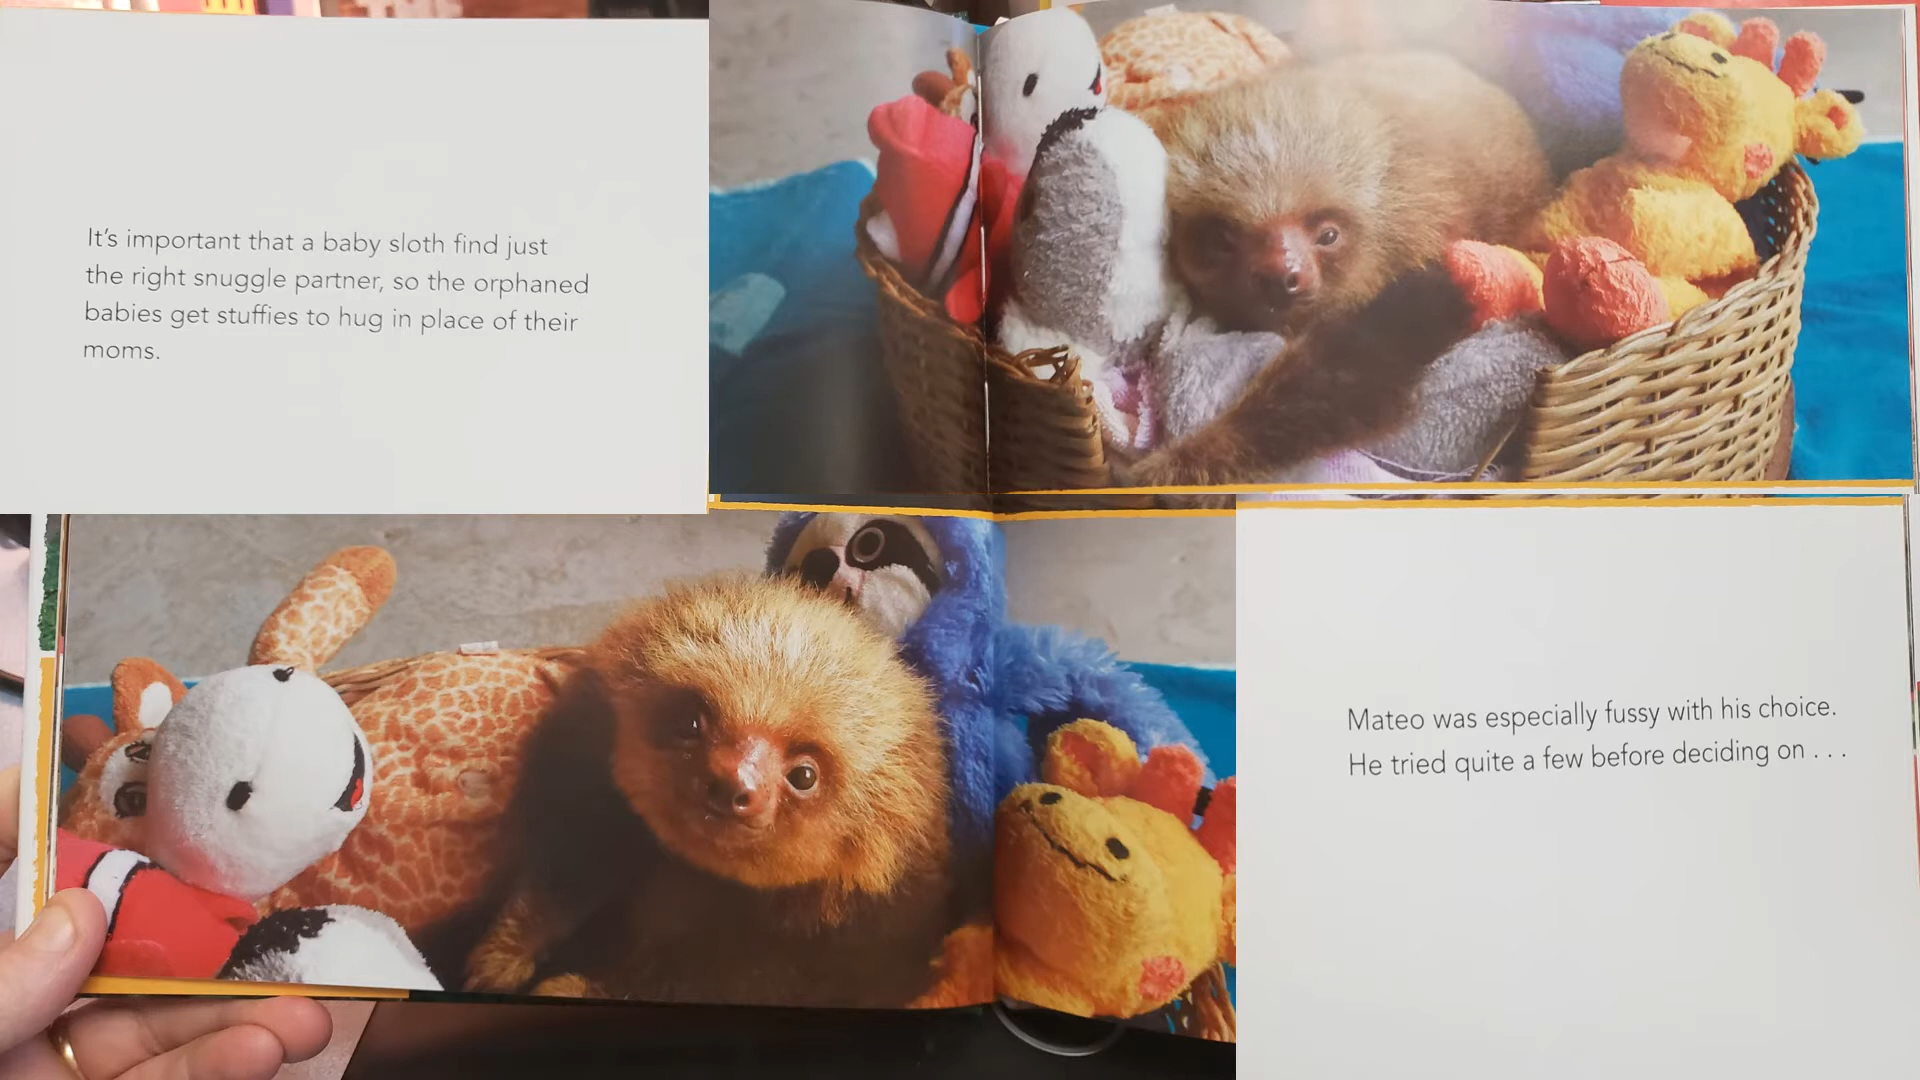 It's important that a baby sloth find just
the right snuggle partner, so the orphaned
babies get stuffies to hug in place of their
moms.
Mateo was especially fussy with his choice.
He tried quite a few before deciding on . . .